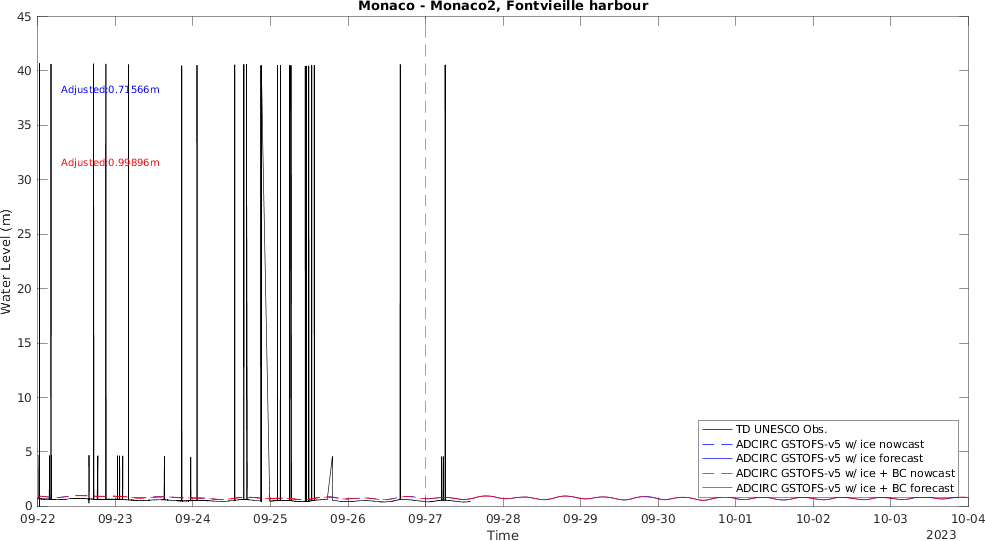 Monaco - Monaco2, Fontvieille harbour
45
40
35
30
25
20
15
10
5
0
Water Level (m)
Adjusted:0.71566m
Adjusted:0.99896m
TD UNESCO Obs.
ADCIRC GSTOFS-v5 w/ ice nowcast
ADCIRC GSTOFS-v5 w/ ice forecast
ADCIRC GSTOFS-v5 w/ ice + BC nowcast
ADCIRC GSTOFS-v5 w/ ice + BC forecast
09-22 09-23 09-24 09-25 09-26 09-27 09-28 09-29 09-30 10-01 10-02 10-03 10-04
Time
2023